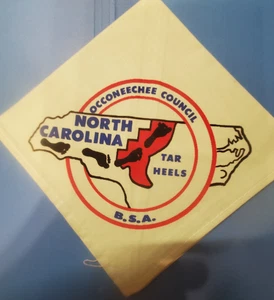 OCCONEECHEE COUNCIL
NORTH
CAROLINA
TAR
HEELS
B.S.A.